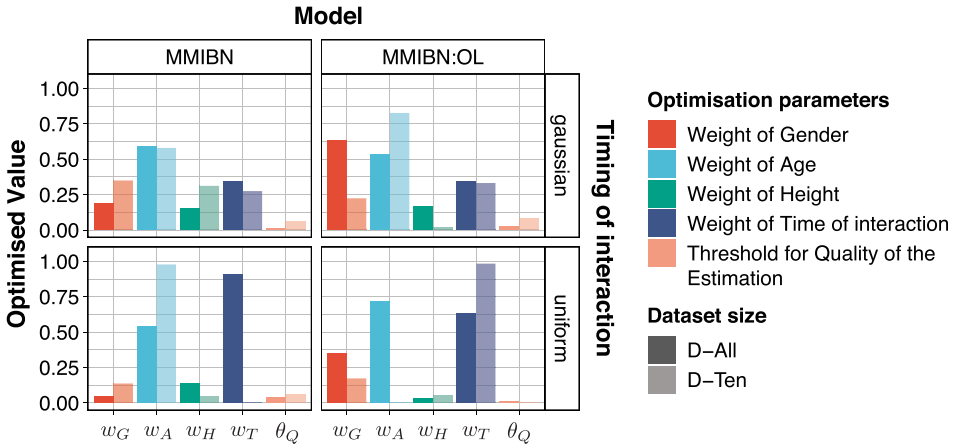 Model
MMIBN
MMIBN:OL
Optimised Value
1.00
0.75
0.50
0.25
0.00
gaussian
1.00
0.75
0.50
0.25
0.00
uniform
Timing of interaction
w_G w_A w_H w_T θ_Q
w_G w_A w_H w_T θ_Q
Optimisation parameters
Weight of Gender
Weight of Age
Weight of Height
Weight of Time of interaction
Threshold for Quality of the
Estimation
Dataset size
D−All
D−Ten